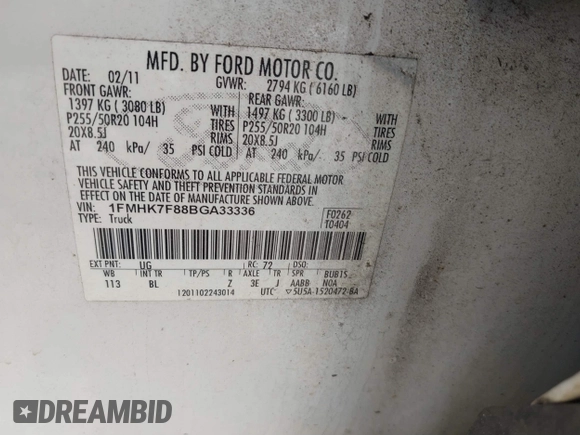 MFD. BY FORD MOTOR CO.
DATE: 02/11 GVWR: 2794 KG ( 6160 LB)
FRONT GAWR: REAR GAWR:
1397 KG ( 3080 LB) 1497 KG ( 3300 LB)
P255/50R20 104H WITH TIRES P255/50R20 104H WITH TIRES
20X8.5J RIMS 20X8.5J RIMS
AT 240 kPa/ 35 PSI COLD AT 240 kPa/ 35 PSI COLD
THIS VEHICLE CONFORMS TO ALL APPLICABLE FEDERAL MOTOR
VEHICLE SAFETY AND THEFT PREVENTION STANDARDS IN
EFFECT ON THE DATE OF MANUFACTURE SHOWN ABOVE.
VIN: 1FMHK7F88BGA33336 F0262
TYPE: Truck T0404
EXT PNT: UG RC: 72 DSO:
WB INT TR TP/PS R AXLE TR SPR
113 BL Z 3E J AABB N0A
1201102243014 UTC
DREAMBID